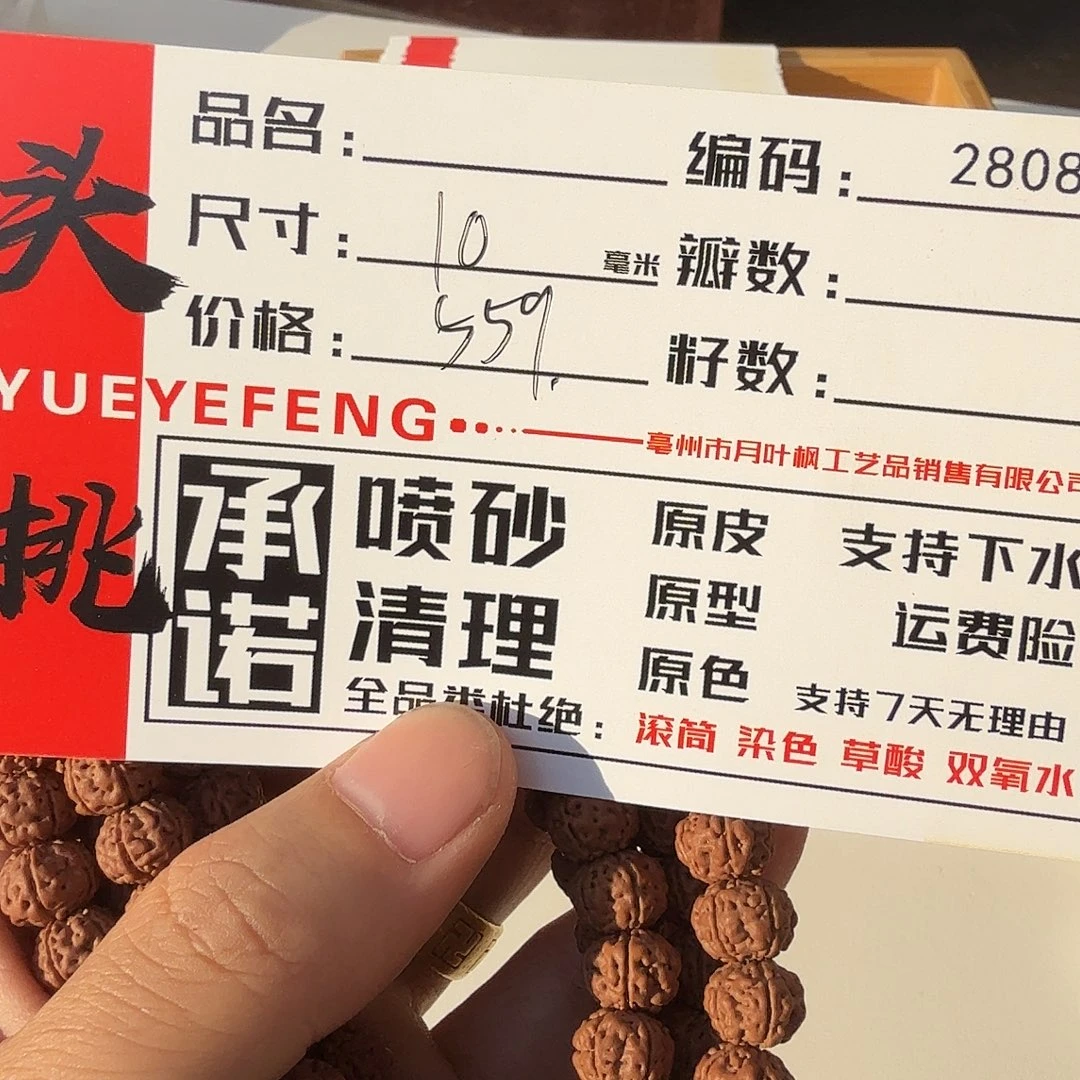 头挑
品名：
编码：2808
尺寸：10毫米
瓣数：
价格：559.
籽数：
YUEYEFENG
亳州市月叶枫工艺品销售有限公司
承诺
喷砂
清理
原皮
原型
原色
支持下水
运费险
支持7天无理由
全品类杜绝：滚筒 染色 草酸 双氧水